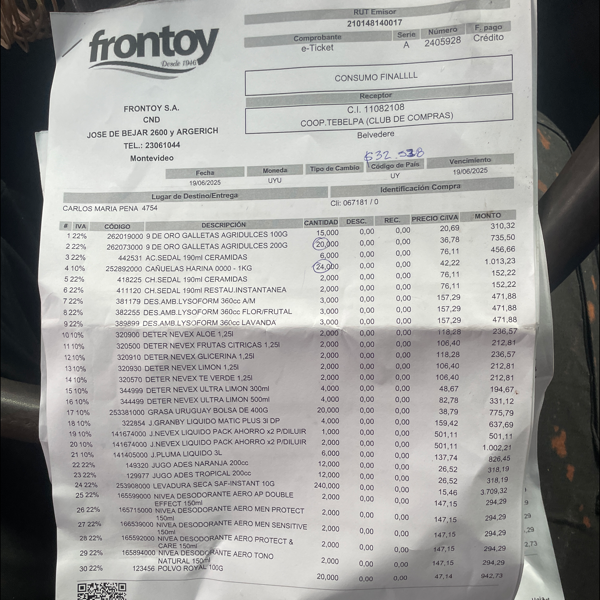 frontoy
Desde 1946
FRONTOY S.A.
CND
JOSE DE BEJAR 2600 y ARGERICH
TEL.: 23061044
Montevideo
RUT Emisor
210148140017
Comprobante Serie Número F. pago
e-Ticket A 2405928 Crédito
CONSUMO FINALLLL
Receptor
C.I. 11082108
COOP.TEBELPA (CLUB DE COMPRAS)
Belvedere
Fecha Moneda Tipo de Cambio Código de País Vencimiento
19/06/2025 UYU UY 19/06/2025
Lugar de Destino/Entrega Identificación Compra
CARLOS MARIA PENA 4754 Cli: 067181 / 0
# IVA CÓDIGO DESCRIPCIÓN CANTIDAD DESC. REC. PRECIO C/IVA MONTO
1 22% 262019000 9 DE ORO GALLETAS AGRIDULCES 100G 15,000 0,00 0,00 20,69 310,32
2 22% 262073000 9 DE ORO GALLETAS AGRIDULCES 200G 20,000 0,00 0,00 36,78 735,50
3 22% 442531 AC.SEDAL 190ml CERAMIDAS 6,000 0,00 0,00 76,11 456,66
4 10% 252892000 CAÑUELAS HARINA 0000 - 1KG 24,000 0,00 0,00 42,22 1.013,23
5 22% 418225 CH.SEDAL 190ml CERAMIDAS 2,000 0,00 0,00 76,11 152,22
6 22% 411120 CH.SEDAL 190ml RESTAU.INSTANTANEA 2,000 0,00 0,00 76,11 152,22
7 22% 381179 DES.AMB.LYSOFORM 360cc A/M 3,000 0,00 0,00 157,29 471,88
8 22% 382255 DES.AMB.LYSOFORM 360cc FLOR/FRUTAL 3,000 0,00 0,00 157,29 471,88
9 22% 389899 DES.AMB.LYSOFORM 360cc LAVANDA 3,000 0,00 0,00 157,29 471,88
10 10% 320900 DETER NEVEX ALOE 1,25l 2,000 0,00 0,00 118,28 236,57
11 10% 320500 DETER NEVEX FRUTAS CITRICAS 1,25l 2,000 0,00 0,00 106,40 212,81
12 10% 320910 DETER NEVEX GLICERINA 1,25l 2,000 0,00 0,00 118,28 236,57
13 10% 320930 DETER NEVEX LIMON 1,25l 2,000 0,00 0,00 106,40 212,81
14 10% 320570 DETER NEVEX TE VERDE 1,25l 2,000 0,00 0,00 106,40 212,81
15 10% 344999 DETER NEVEX ULTRA LIMON 300ml 4,000 0,00 0,00 48,67 194,67
16 10% 344499 DETER NEVEX ULTRA LIMON 500ml 4,000 0,00 0,00 82,78 331,12
17 10% 253381000 GRASA URUGUAY BOLSA DE 400G 20,000 0,00 0,00 38,79 775,79
18 10% 322854 J.GRANBY LIQUIDO MATIC PLUS 3l DP 4,000 0,00 0,00 159,42 637,69
19 10% 141674000 J.NEVEX LIQUIDO PACK AHORRO x2 P/DILUIR 1,000 0,00 0,00 501,11 501,11
20 10% 141674000 J.NEVEX LIQUIDO PACK AHORRO x2 P/DILUIR 2,000 0,00 0,00 501,11 1.002,21
21 10% 141405000 J.PLUMA LIQUIDO 3L 6,000 0,00 0,00 137,74 826,45
22 22% 149320 JUGO ADES NARANJA 200cc 12,000 0,00 0,00 26,52 318,19
23 22% 129977 JUGO ADES TROPICAL 200cc 12,000 0,00 0,00 26,52 318,19
24 22% 253908000 LEVADURA SECA SAF-INSTANT 10G 240,000 0,00 0,00 15,46 3.709,32
25 22% 165599000 NIVEA DESODORANTE AERO AP DOUBLE EFFECT 150ml 2,000 0,00 0,00 147,15 294,29
26 22% 165715000 NIVEA DESODORANTE AERO MEN PROTECT 150ml 2,000 0,00 0,00 147,15 294,29
27 22% 166539000 NIVEA DESODORANTE AERO MEN SENSITIVE 150ml 2,000 0,00 0,00 147,15 294,29
28 22% 165592000 NIVEA DESODORANTE AERO PROTECT & CARE 150ml 2,000 0,00 0,00 147,15 294,29
29 22% 165894000 NIVEA DESODORANTE AERO TONO NATURAL 150ml 2,000 0,00 0,00 147,15 294,29
30 22% 123456 POLVO ROYAL 100G 20,000 0,00 0,00 47,14 942,73